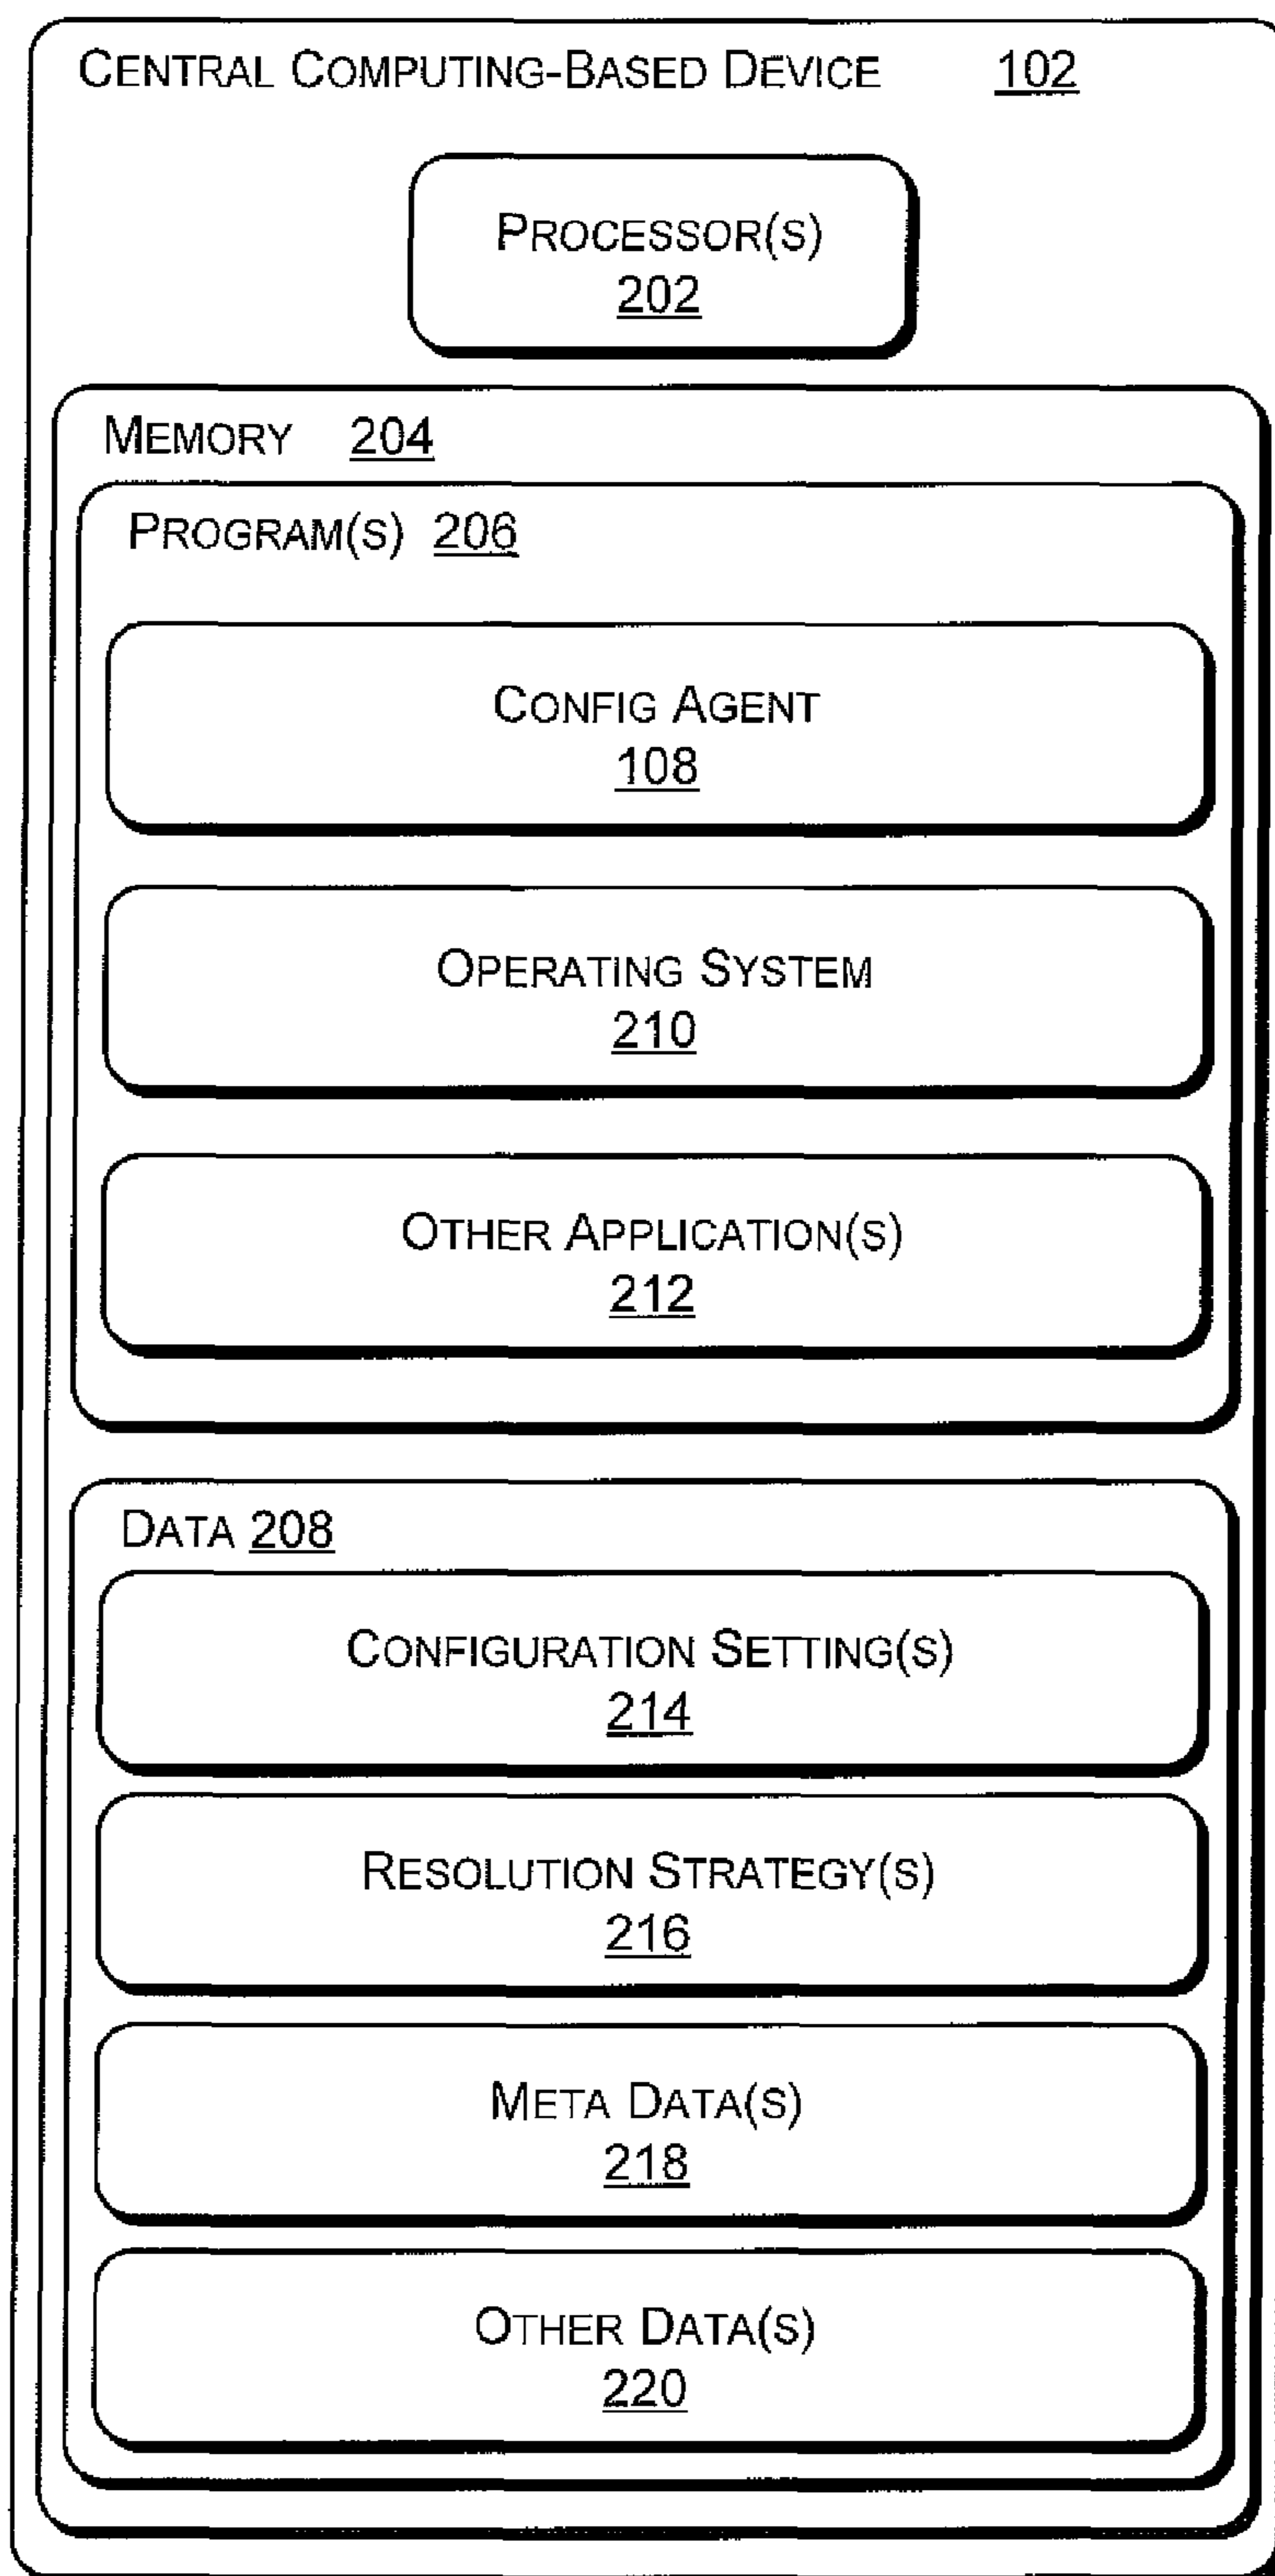 CENTRAL COMPUTING-BASED DEVICE 102
PROCESSOR(S)
202
MEMORY 204
PROGRAM(S) 206
CONFIG AGENT
108
OPERATING SYSTEM
210
OTHER APPLICATION(S)
212
DATA 208
CONFIGURATION SETTING(S)
214
RESOLUTION STRATEGY(S)
216
META DATA(S)
218
OTHER DATA(S)
220